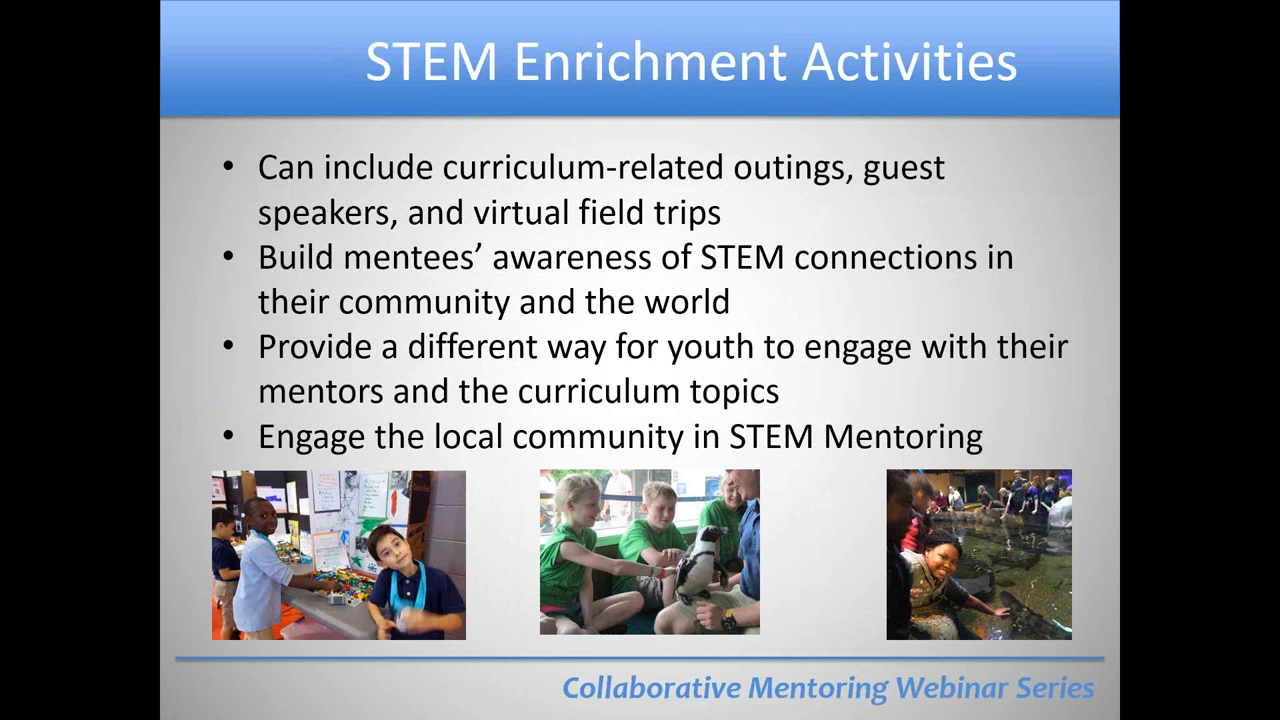 STEM Enrichment Activities
• Can include curriculum-related outings, guest
speakers, and virtual field trips
• Build mentees’ awareness of STEM connections in
their community and the world
• Provide a different way for youth to engage with their
mentors and the curriculum topics
• Engage the local community in STEM Mentoring
Collaborative Mentoring Webinar Series